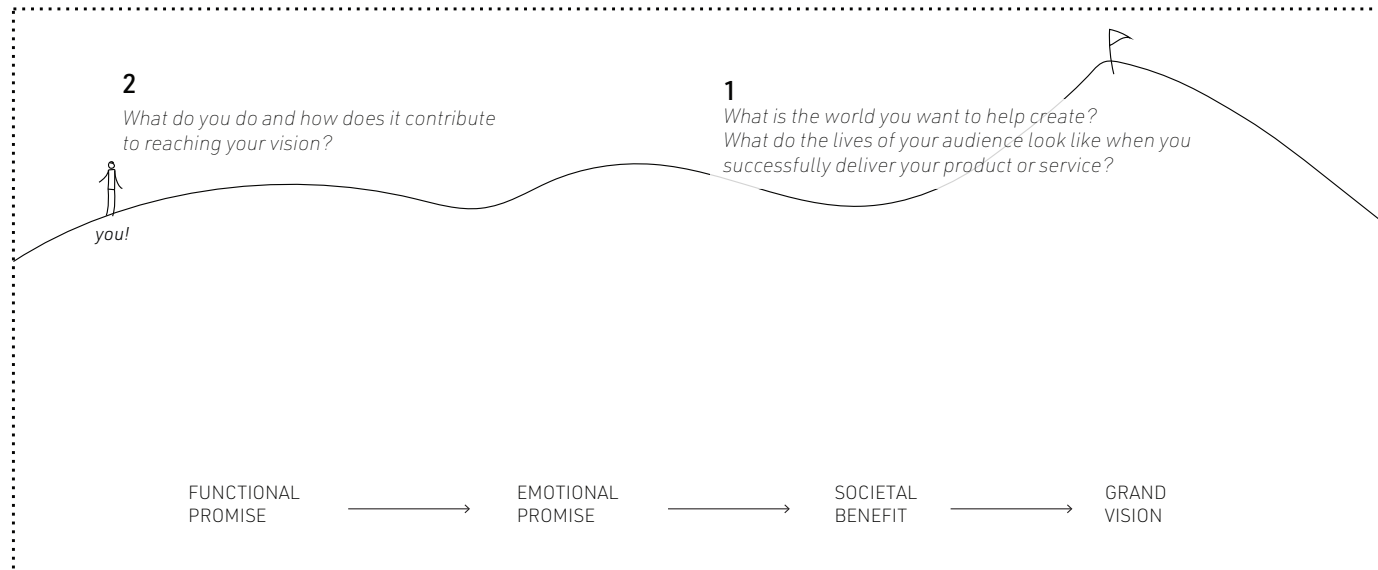 2
What do you do and how does it contribute
to reaching your vision?
you!
1
What is the world you want to help create?
What do the lives of your audience look like when you
successfully deliver your product or service?
FUNCTIONAL
PROMISE
EMOTIONAL
PROMISE
SOCIETAL
BENEFIT
GRAND
VISION